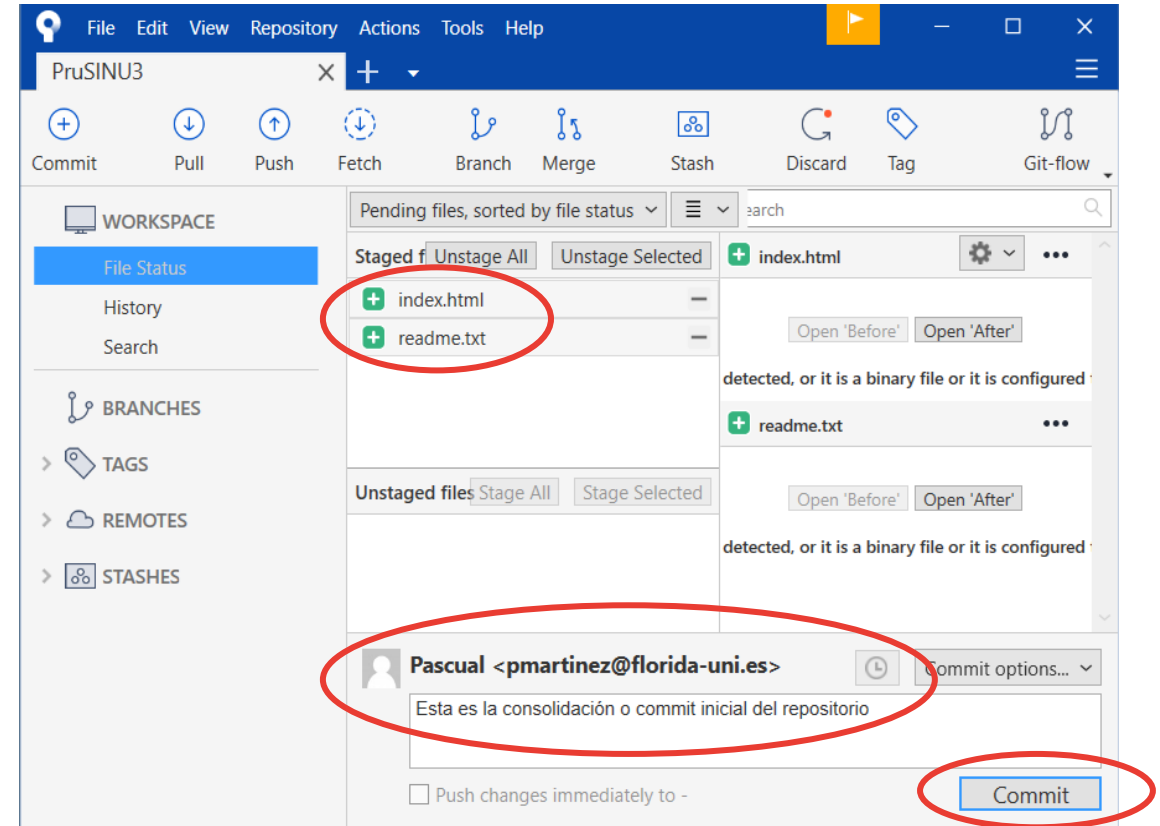 File Edit View Repository Actions Tools Help
PruSINU3
Commit Pull Push Fetch Branch Merge Stash Discard Tag Git-flow
WORKSPACE
File Status
History
Search
BRANCHES
TAGS
REMOTES
STASHES
Pending files, sorted by file status
earch
Staged f Unstage All Unstage Selected
index.html
readme.txt
Unstaged files Stage All Stage Selected
index.html
Open 'Before' Open 'After'
detected, or it is a binary file or it is configured
readme.txt
Open 'Before' Open 'After'
detected, or it is a binary file or it is configured
Pascual <pmartinez@florida-uni.es> Commit options...
Esta es la consolidación o commit inicial del repositorio
Push changes immediately to -
Commit